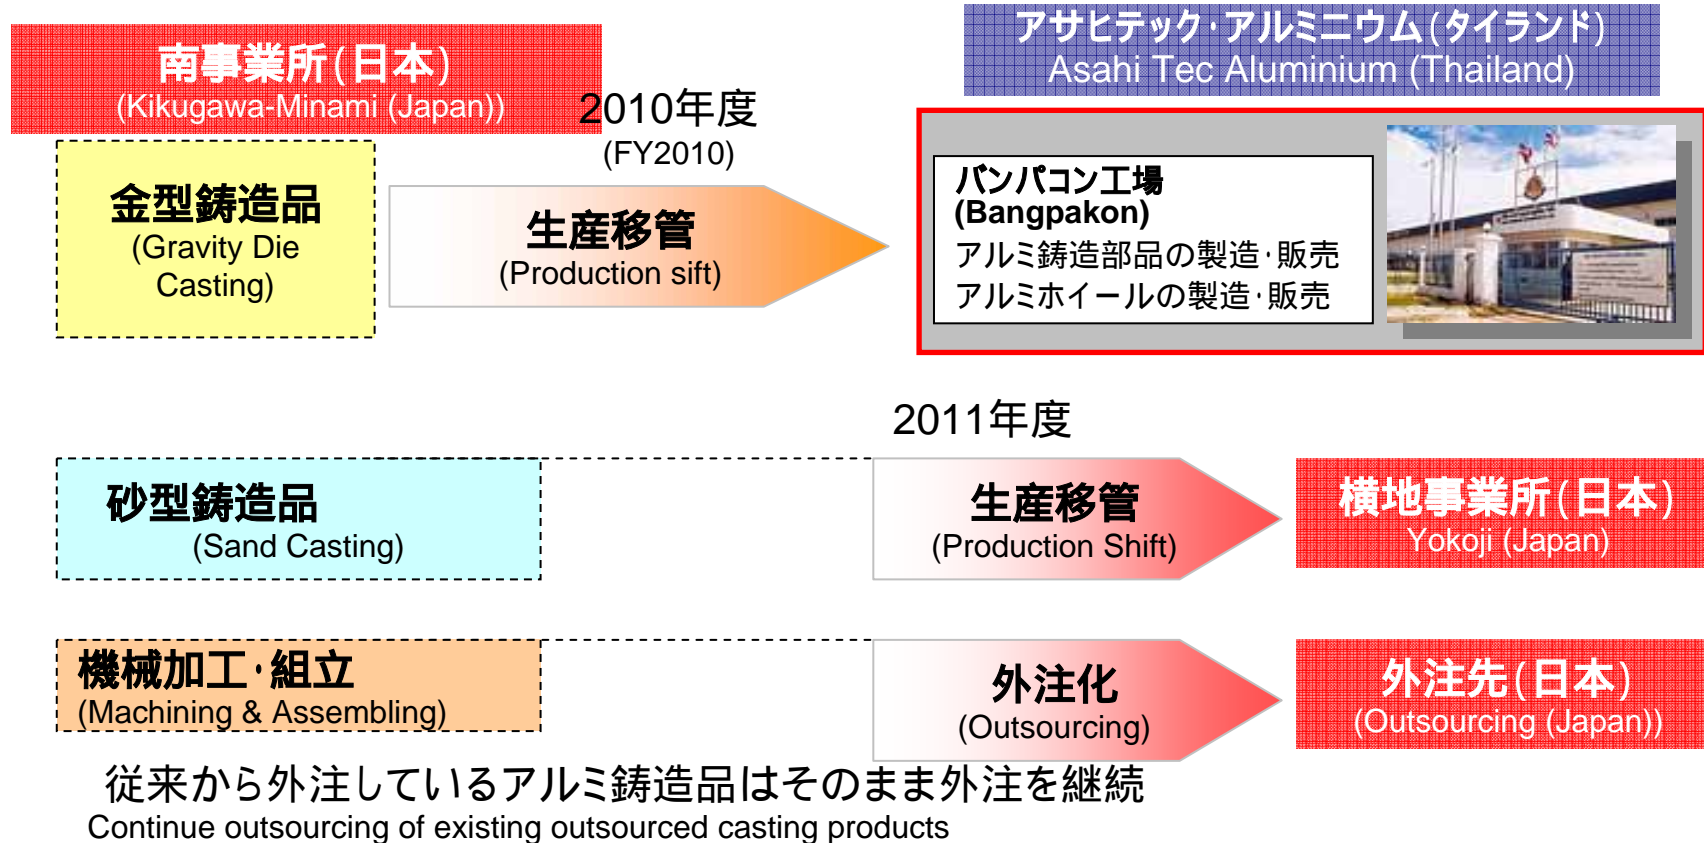 南事業所(日本)
(Kikugawa-Minami (Japan))
2010年度
(FY2010)
アサヒテック・アルミニウム(タイランド)
Asahi Tec Aluminium (Thailand)
金型鋳造品
(Gravity Die
Casting)
生産移管
(Production sift)
バンパコン工場
(Bangpakon)
アルミ鋳造部品の製造・販売
アルミホイールの製造・販売
2011年度
砂型鋳造品
(Sand Casting)
生産移管
(Production Shift)
横地事業所(日本)
Yokoji (Japan)
機械加工・組立
(Machining & Assembling)
外注化
(Outsourcing)
外注先(日本)
(Outsourcing (Japan))
従来から外注しているアルミ鋳造品はそのまま外注を継続
Continue outsourcing of existing outsourced casting products